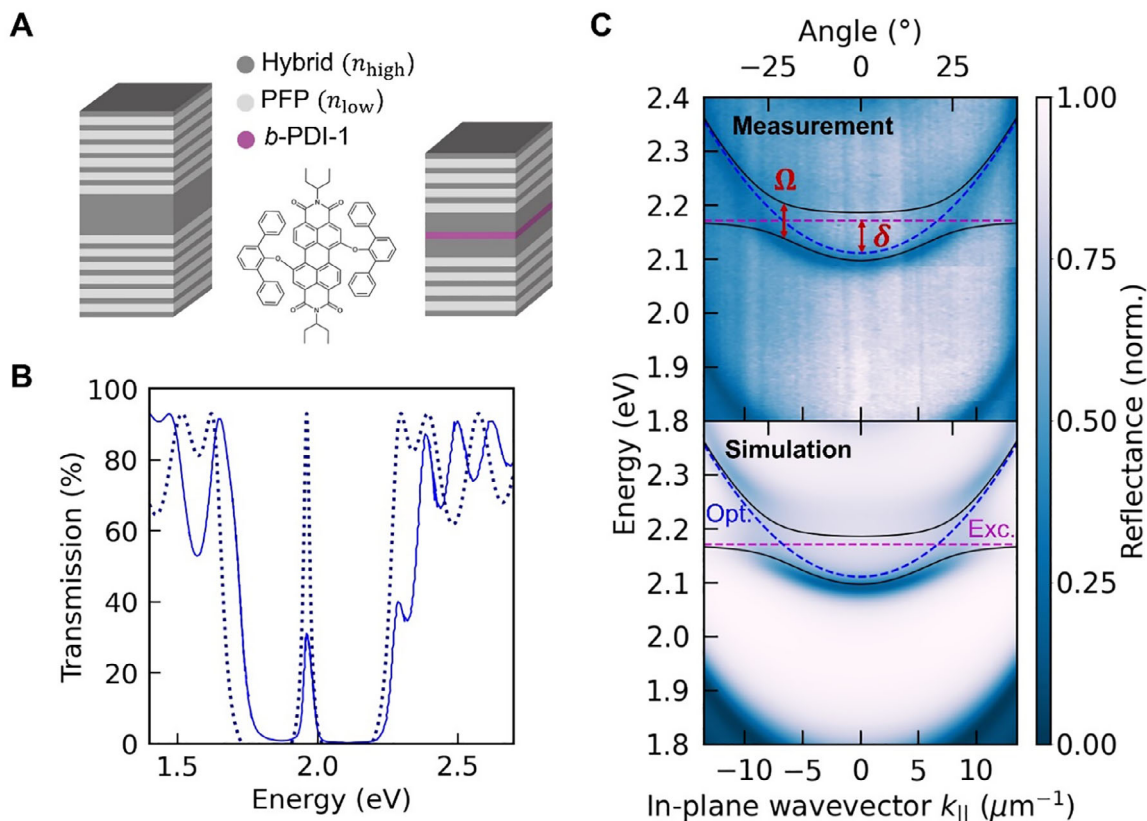 A
Hybrid (n_high)
PFP (n_low)
b-PDI-1
O
N
O
O
O
O
N
O
B
Transmission (%)
100
80
60
40
20
0
1.5
2.0
2.5
Energy (eV)
C
Angle (°)
−25
0
25
Energy (eV)
2.4
2.3
2.2
2.1
2.0
1.9
1.8
Measurement
Ω
δ
2.3
2.2
2.1
2.0
1.9
1.8
Simulation
Opt.
Exc.
−10
−5
0
5
10
In-plane wavevector k|| (μm⁻¹)
1.00
0.75
0.50
0.25
0.00
Reflectance (norm.)